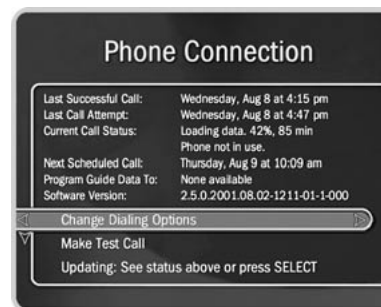 Phone Connection
Last Successful Call: Wednesday, Aug 8 at 4:15 pm
Last Call Attempt: Wednesday, Aug 8 at 4:47 pm
Current Call Status: Loading data. 42%, 85 min
Phone not in use.
Next Scheduled Call: Thursday, Aug 9 at 10:09 am
Program Guide Data To: None available
Software Version: 2.5.0.2001.08.02-1211-01-1-000
Change Dialing Options
Make Test Call
Updating: See status above or press SELECT